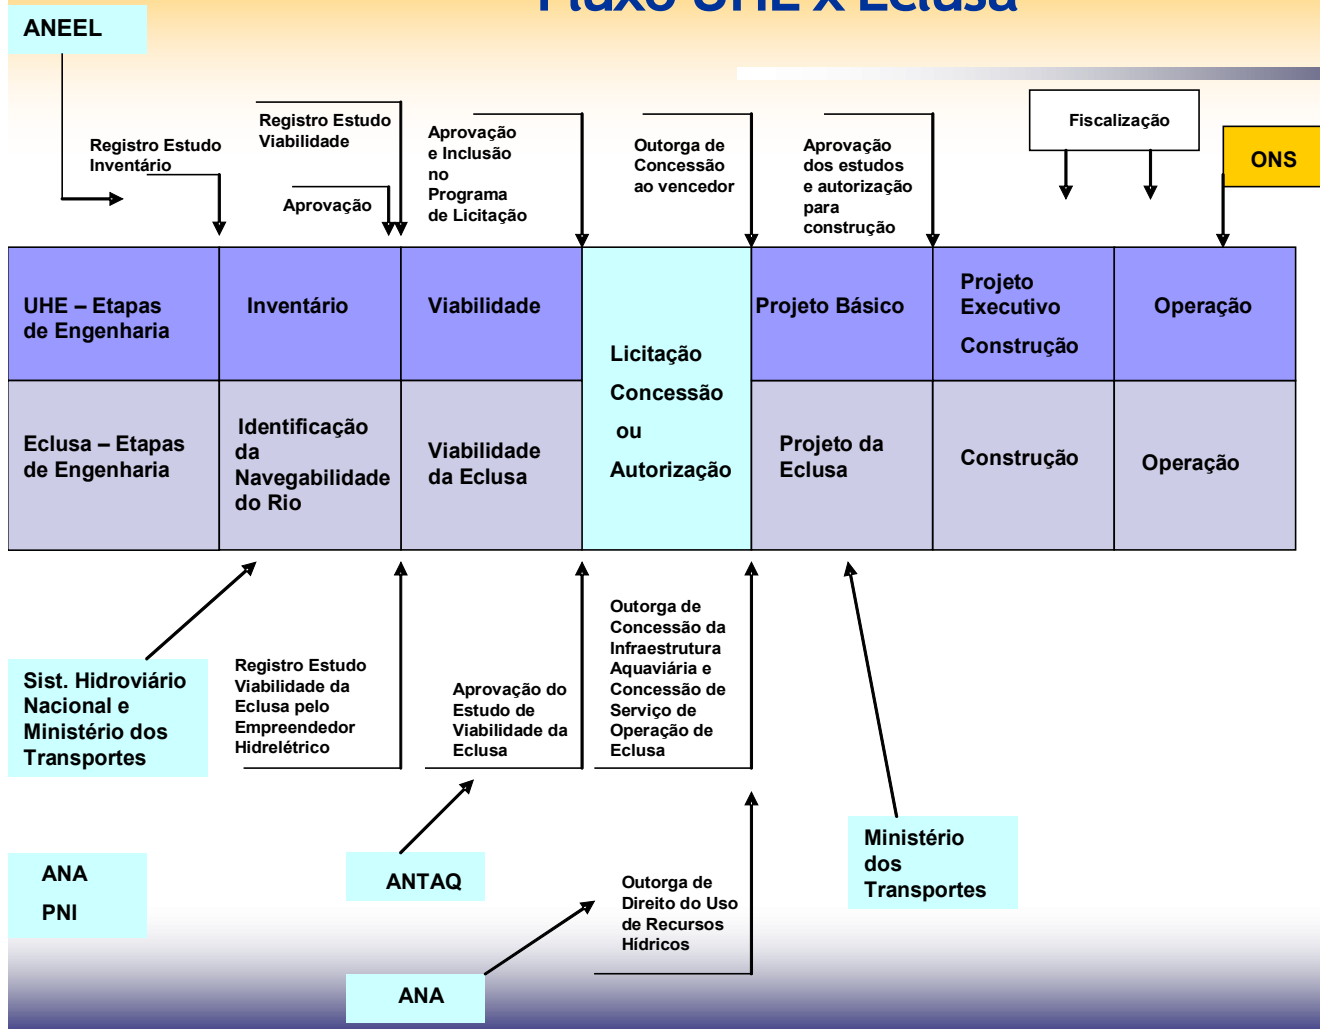 Fluxo UHE x Eclusa
ANEEL
Registro Estudo
Inventário
Registro Estudo
Viabilidade
Aprovação
Aprovação
e Inclusão
no
Programa
de Licitação
Outorga de
Concessão
ao vencedor
Aprovação
dos estudos
e autorização
para
construção
Fiscalização
ONS
UHE – Etapas
de Engenharia
Inventário
Viabilidade
Licitação
Concessão
ou
Autorização
Projeto Básico
Projeto
Executivo
Construção
Operação
Eclusa – Etapas
de Engenharia
Identificação
da
Navegabilidade
do Rio
Viabilidade
da Eclusa
Projeto da
Eclusa
Construção
Operação
Sist. Hidroviário
Nacional e
Ministério dos
Transportes
Registro Estudo
Viabilidade da
Eclusa pelo
Empreendedor
Hidrelétrico
Aprovação do
Estudo de
Viabilidade da
Eclusa
Outorga de
Concessão da
Infraestrutura
Aquaviária e
Concessão de
Serviço de
Operação de
Eclusa
Ministério
dos
Transportes
ANA
PNI
ANTAQ
Outorga de
Direito do Uso
de Recursos
Hídricos
ANA